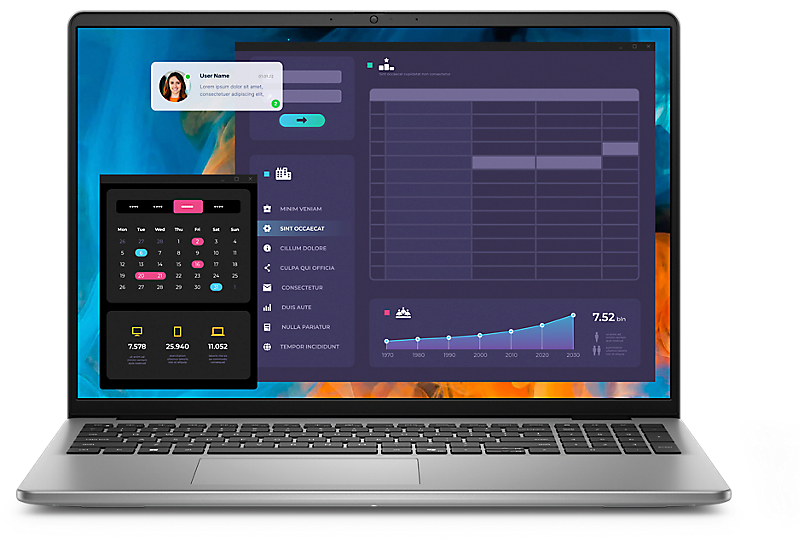 User Name
Lorem ipsum dolor sit amet,
consectetuer adipiscing elit,
2
MINIM VENIAM
SINT OCCAECAT
CILLUM DOLORE
CULPA QUI OFFICIA
CONSECTETUR
DUIS AUTE
NULLA PARIATUR
TEMPOR INCIDIDUNT
Mon Tue Wed Thu Fri Sat Sun
26 27 28 1 2 3 4
5 6 7 8 9 10 11
12 13 14 15 16 17 18
19 20 21 22 23 24 25
26 27 28 29 30 31
7.578 25.940 11.052
7.52 bln
1970 1980 1990 2000 2010 2020 2030